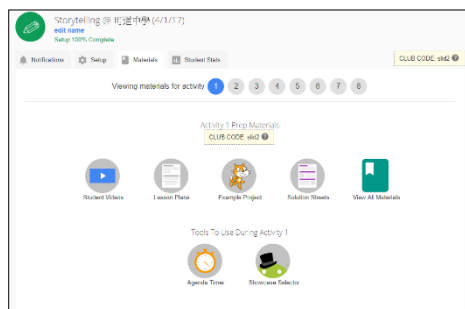 Storytelling @ 可道中學 (4/1/17)
edit name
Setup 100% Complete
Notifications Setup Materials Student Stats
CLUB CODE: slid2
Viewing materials for activity 1 2 3 4 5 6 7 8
Activity 1 Prep Materials
CLUB CODE: slid2
Student Videos Lesson Plans Example Project Solution Sheets View All Materials
Tools To Use During Activity 1
Agenda Timer Showcase Selector